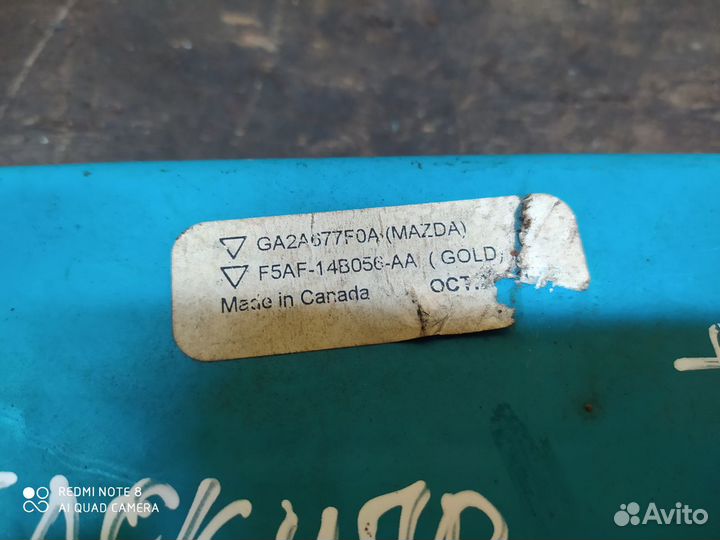 ▽ GA2A677F0A (MAZDA)
▽ F5AF-14B056-AA ( GOLD)
Made in Canada OCT.
REDMI NOTE 8
AI QUAD CAMERA
Avito